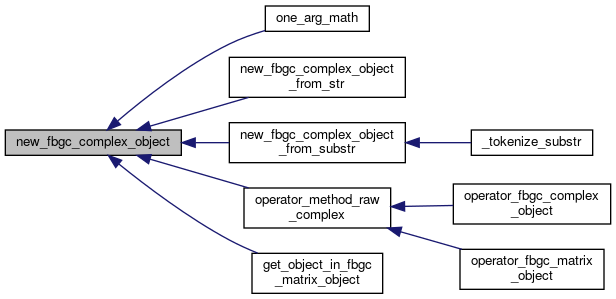 one_arg_math
new_fbgc_complex_object
_from_str
new_fbgc_complex_object
new_fbgc_complex_object
_from_substr
_tokenize_substr
operator_method_raw
_complex
operator_fbgc_complex
_object
get_object_in_fbgc
_matrix_object
operator_fbgc_matrix
_object